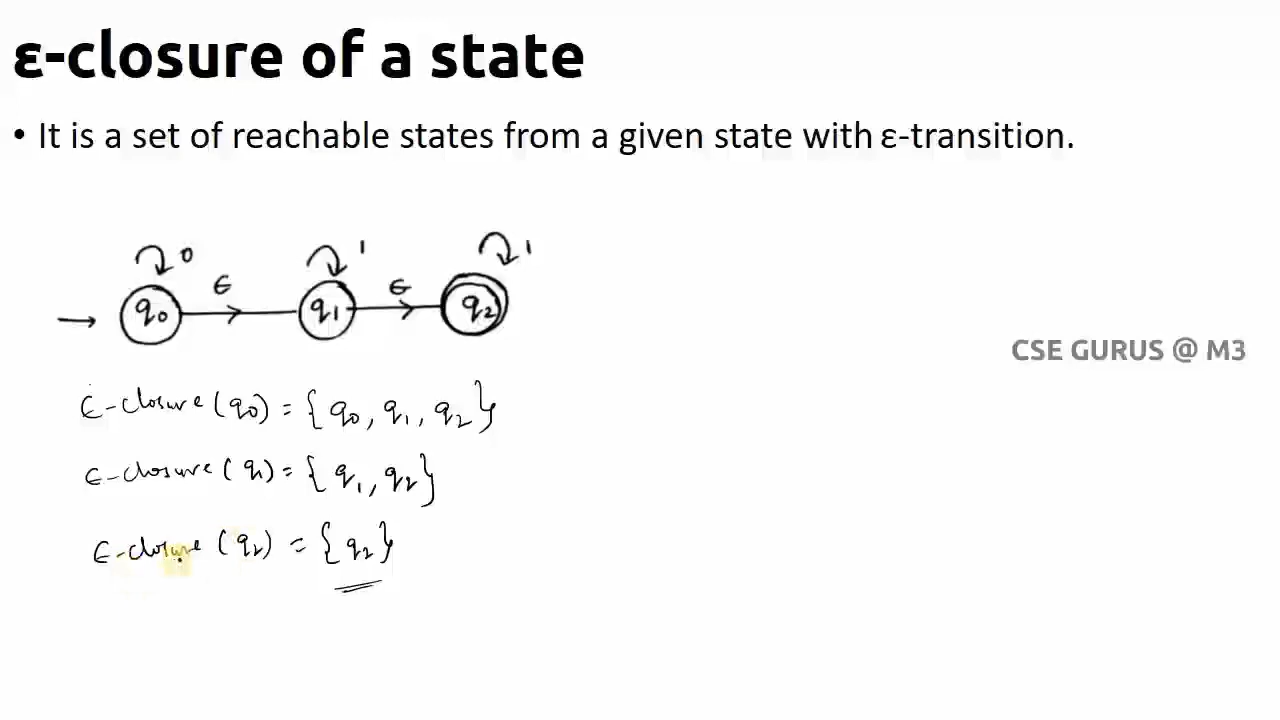 ε-closure of a state
• It is a set of reachable states from a given state with ε-transition.
0 1 1
ϵ ϵ
q0 q1 q2
CSE GURUS @ M3
ϵ-closure (q0) = {q0, q1, q2}
ϵ-closure (q1) = {q1, q2}
ϵ-closure (q2) = {q2}